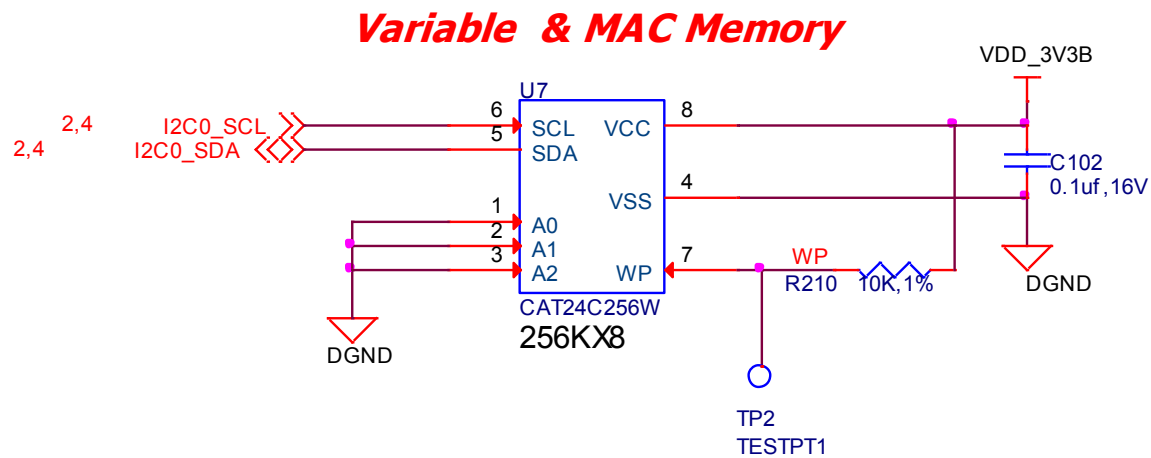 Variable & MAC Memory
VDD_3V3B
U7
2,4 I2C0_SCL 6 SCL VCC 8
2,4 I2C0_SDA 5 SDA
C102
0.1uf,16V
VSS 4
1 A0
2 A1
3 A2 WP 7 WP
R210 10K,1%
DGND
CAT24C256W
256KX8
DGND
TP2
TESTPT1